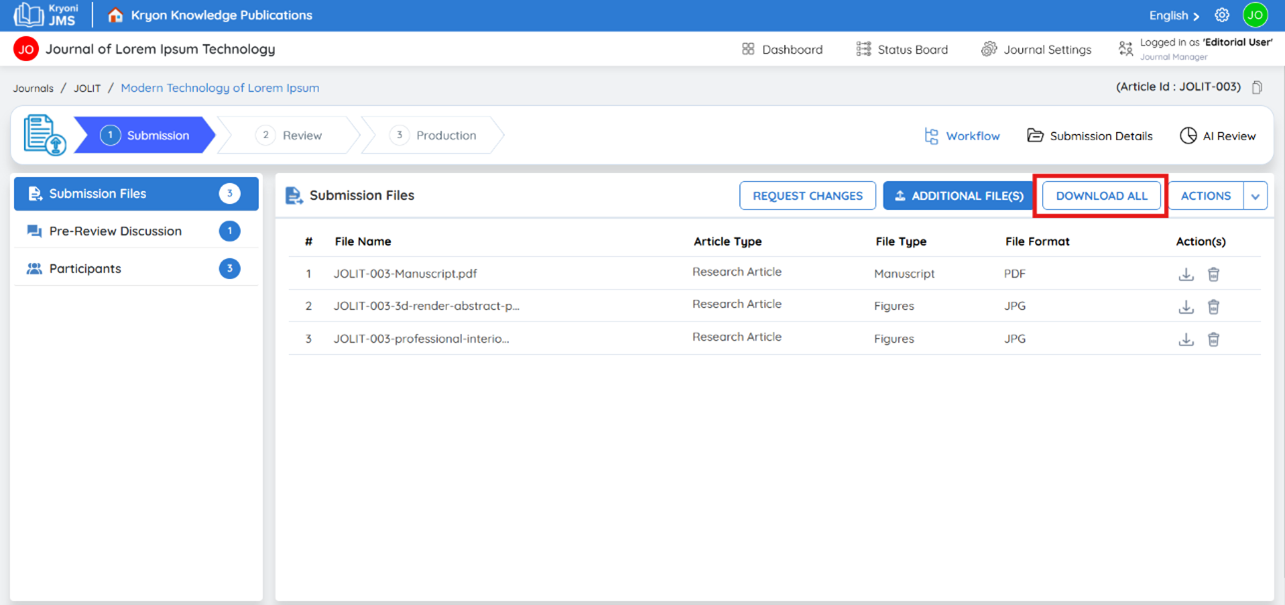 Kryoni
JMS
Kryon Knowledge Publications
English >
JO
JO
Journal of Lorem Ipsum Technology
Dashboard
Status Board
Journal Settings
Logged in as 'Editorial User'
Journal Manager
Journals / JOLIT / Modern Technology of Lorem Ipsum
(Article Id : JOLIT-003)
1 Submission
2 Review
3 Production
Workflow
Submission Details
AI Review
Submission Files 3
Pre-Review Discussion 1
Participants 3
Submission Files
REQUEST CHANGES
ADDITIONAL FILE(S)
DOWNLOAD ALL
ACTIONS
# File Name Article Type File Type File Format Action(s)
1 JOLIT-003-Manuscript.pdf Research Article Manuscript PDF
2 JOLIT-003-3d-render-abstract-p... Research Article Figures JPG
3 JOLIT-003-professional-interio... Research Article Figures JPG